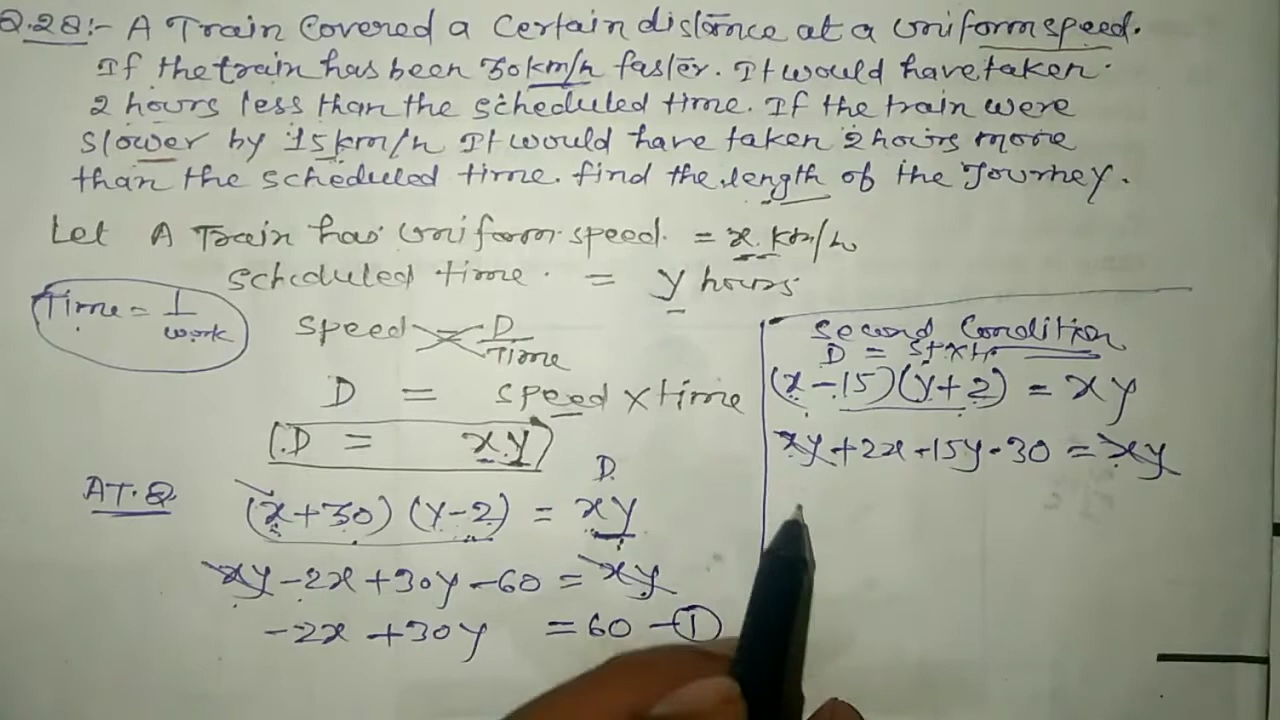 Q.28:- A Train Covered a Certain distance at a Uniform speed.
If the train has been 30km/h faster. It would have taken
2 hours less than the scheduled time. If the train were
slower by 15km/h It would have taken 2 hours more
than the scheduled time. find the length of the Journey.
Let A Train has Uniform speed. = x km/h
scheduled time. = y hours
Time = 1/work
speed D/Time
D = speed x time
D = xy
AT.Q (x+30) (y-2) = xy
D.
xy - 2x + 30y - 60 = xy
-2x + 30y = 60 - ①
Second Condition
D = S x
(x - 15)(y + 2) = xy
xy + 2x - 15y - 30 = xy